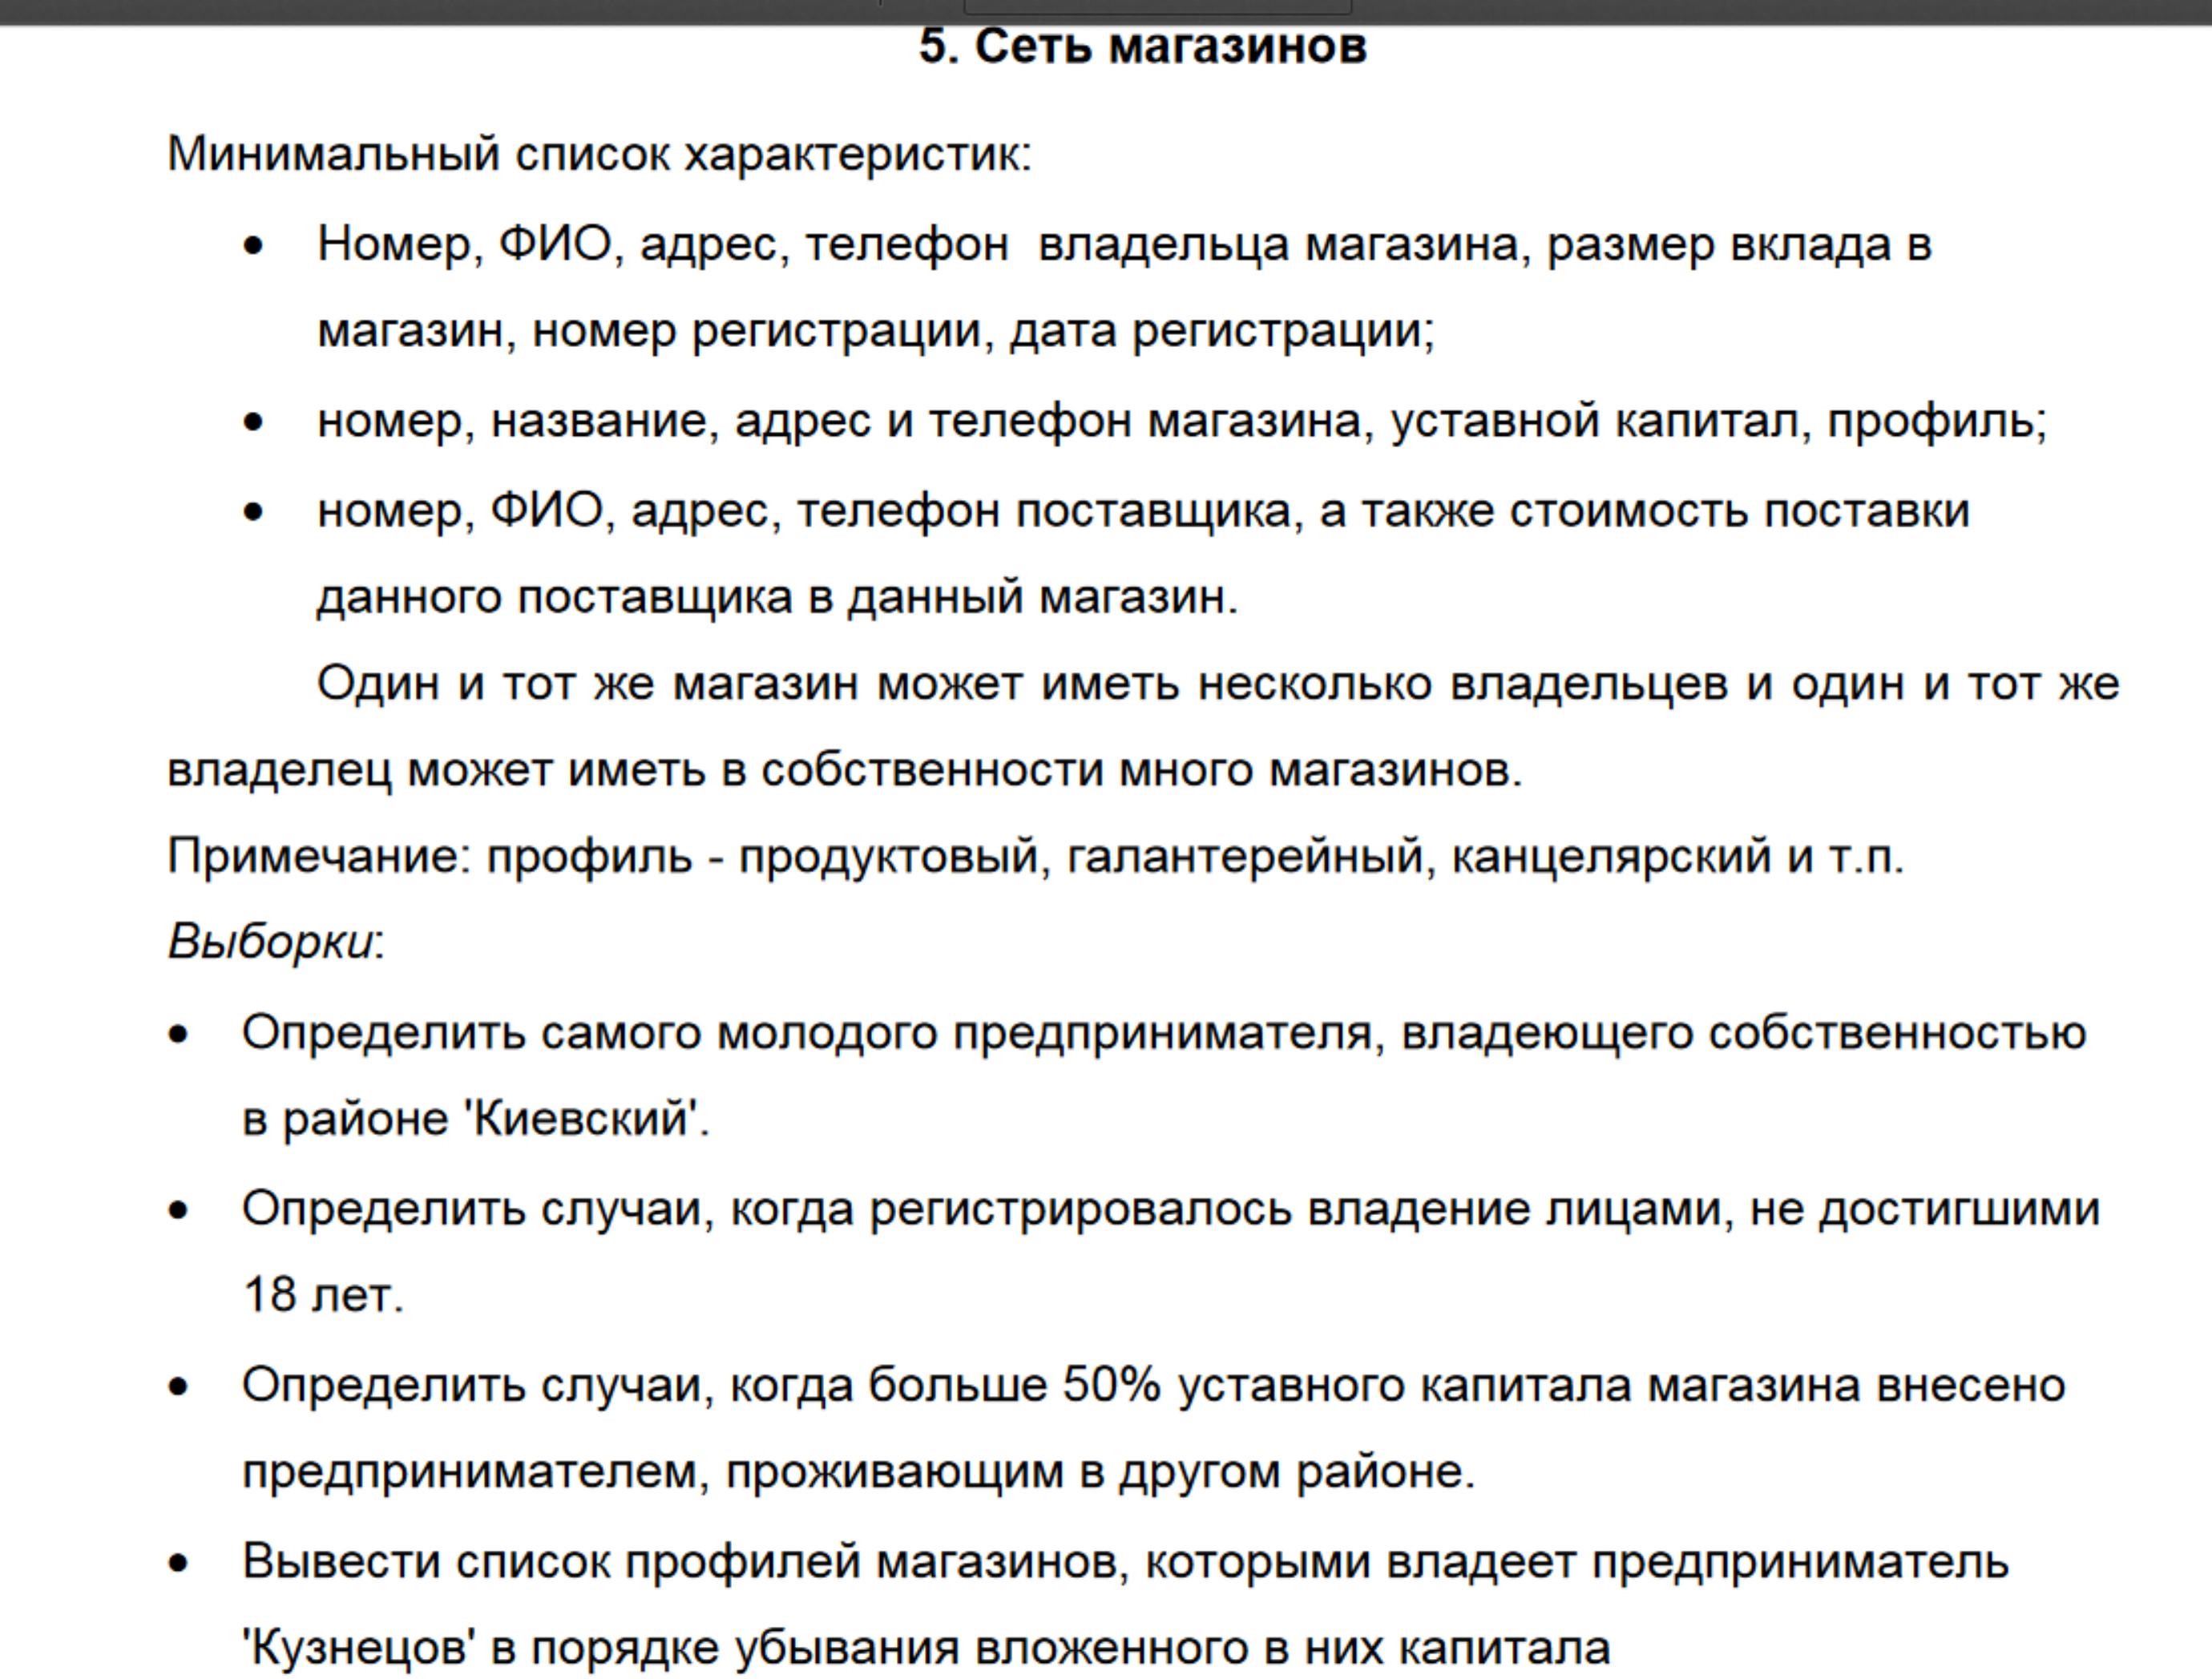 5. Сеть магазинов
Минимальный список характеристик:
• Номер, ФИО, адрес, телефон  владельца магазина, размер вклада в
магазин, номер регистрации, дата регистрации;
• номер, название, адрес и телефон магазина, уставной капитал, профиль;
• номер, ФИО, адрес, телефон поставщика, а также стоимость поставки
данного поставщика в данный магазин.
Один и тот же магазин может иметь несколько владельцев и один и тот же
владелец может иметь в собственности много магазинов.
Примечание: профиль - продуктовый, галантерейный, канцелярский и т.п.
Выборки:
• Определить самого молодого предпринимателя, владеющего собственностью
в районе 'Киевский'.
• Определить случаи, когда регистрировалось владение лицами, не достигшими
18 лет.
• Определить случаи, когда больше 50% уставного капитала магазина внесено
предпринимателем, проживающим в другом районе.
• Вывести список профилей магазинов, которыми владеет предприниматель
'Кузнецов' в порядке убывания вложенного в них капитала